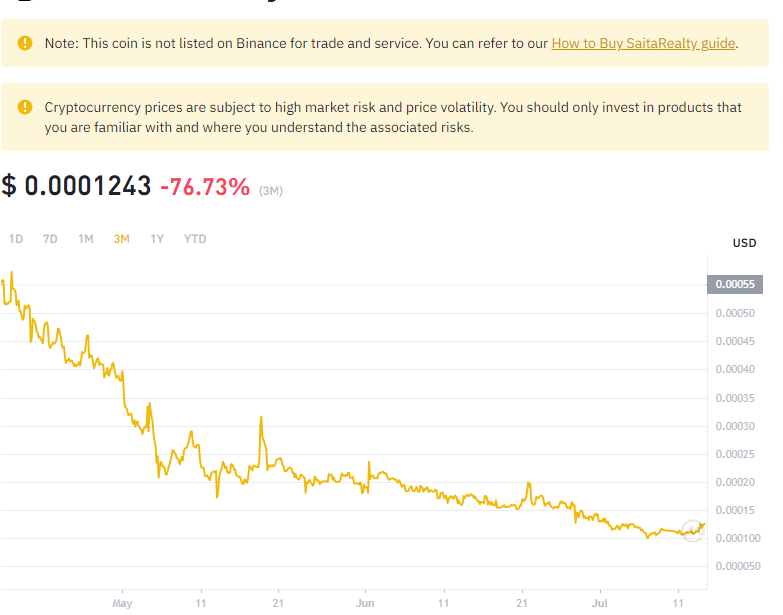 Note: This coin is not listed on Binance for trade and service. You can refer to our How to Buy SaitaRealty guide.
Cryptocurrency prices are subject to high market risk and price volatility. You should only invest in products that
you are familiar with and where you understand the associated risks.
$ 0.0001243 -76.73% (3M)
1D 7D 1M 3M 1Y YTD
USD
0.00055
0.00050
0.00045
0.00040
0.00035
0.00030
0.00025
0.00020
0.00015
0.000100
0.000050
May 11 21 Jun 11 21 Jul 11